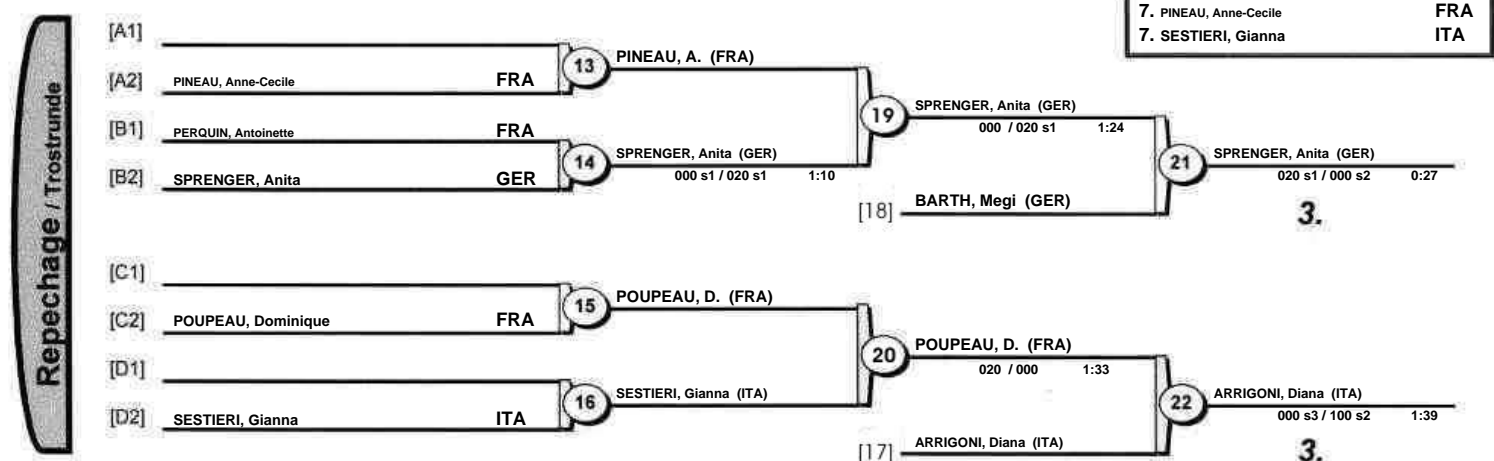 7. PINEAU, Anne-Cecile FRA
7. SESTIERI, Gianna ITA
Repechage / Trostrunde
[A1]
[A2] PINEAU, Anne-Cecile FRA
13 PINEAU, A. (FRA)
[B1] PERQUIN, Antoinette FRA
[B2] SPRENGER, Anita GER
14 SPRENGER, Anita (GER)
000 s1 / 020 s1 1:10
19 SPRENGER, Anita (GER)
000 / 020 s1 1:24
[18] BARTH, Megi (GER)
21 SPRENGER, Anita (GER)
020 s1 / 000 s2 0:27
3.
[C1]
[C2] POUPEAU, Dominique FRA
15 POUPEAU, D. (FRA)
[D1]
[D2] SESTIERI, Gianna ITA
16 SESTIERI, Gianna (ITA)
20 POUPEAU, D. (FRA)
020 / 000 1:33
[17] ARRIGONI, Diana (ITA)
22 ARRIGONI, Diana (ITA)
000 s3 / 100 s2 1:39
3.